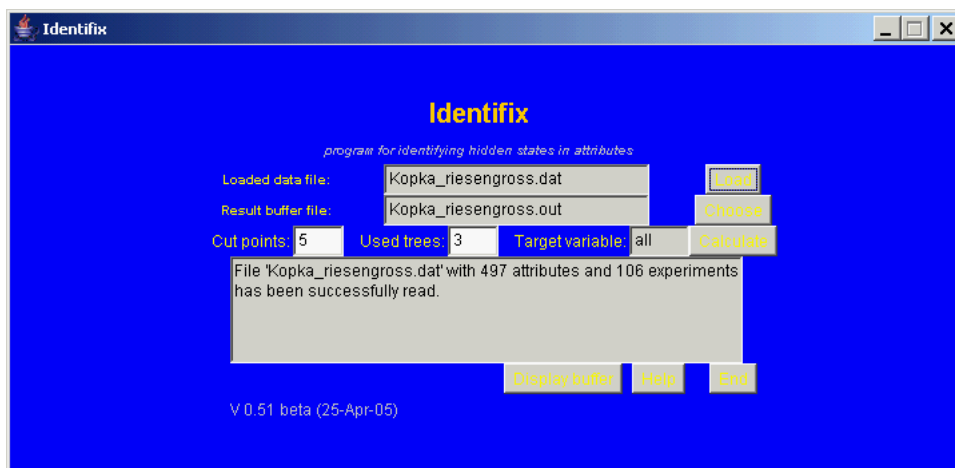 Identifix
Identifix
program for identifying hidden states in attributes
Loaded data file: Kopka_riesengross.dat Load
Result buffer file: Kopka_riesengross.out Choose
Cut points: 5 Used trees: 3 Target variable: all Calculate
File 'Kopka_riesengross.dat' with 497 attributes and 106 experiments
has been successfully read.
Display buffer Help End
V 0.51 beta (25-Apr-05)